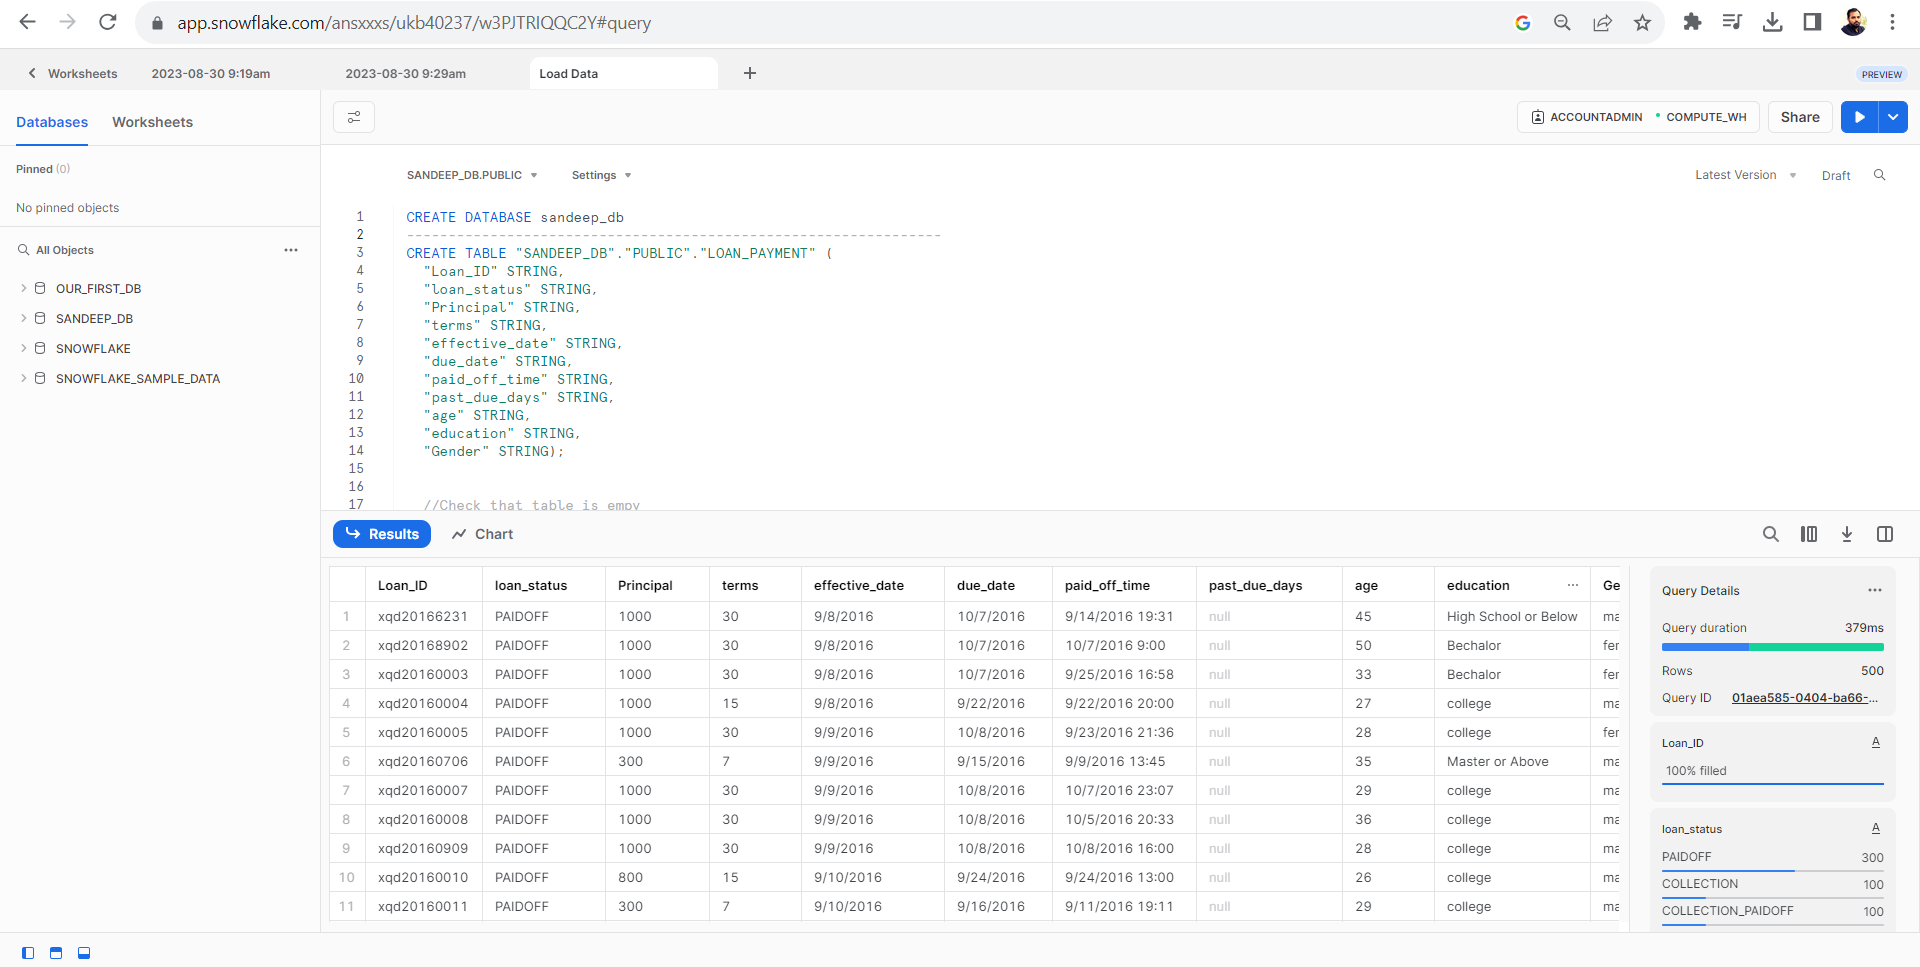 app.snowflake.com/ansxxxs/ukb40237/w3PJTRIQQC2Y#query
Worksheets 2023-08-30 9:19am 2023-08-30 9:29am Load Data +
PREVIEW
Databases Worksheets
ACCOUNTADMIN COMPUTE_WH Share
Pinned (0)
No pinned objects
All Objects
OUR_FIRST_DB
SANDEEP_DB
SNOWFLAKE
SNOWFLAKE_SAMPLE_DATA
SANDEEP_DB.PUBLIC Settings Latest Version Draft
1 CREATE DATABASE sandeep_db
2 ----------------------------------------------------------------
3 CREATE TABLE "SANDEEP_DB"."PUBLIC"."LOAN_PAYMENT" (
4 "Loan_ID" STRING,
5 "loan_status" STRING,
6 "Principal" STRING,
7 "terms" STRING,
8 "effective_date" STRING,
9 "due_date" STRING,
10 "paid_off_time" STRING,
11 "past_due_days" STRING,
12 "age" STRING,
13 "education" STRING,
14 "Gender" STRING);
15
16
17 //Check that table is empy
Results Chart
Loan_ID loan_status Principal terms effective_date due_date paid_off_time past_due_days age education ... Ge
1 xqd20166231 PAIDOFF 1000 30 9/8/2016 10/7/2016 9/14/2016 19:31 null 45 High School or Below ma
2 xqd20168902 PAIDOFF 1000 30 9/8/2016 10/7/2016 10/7/2016 9:00 null 50 Bechalor fer
3 xqd20160003 PAIDOFF 1000 30 9/8/2016 10/7/2016 9/25/2016 16:58 null 33 Bechalor fer
4 xqd20160004 PAIDOFF 1000 15 9/8/2016 9/22/2016 9/22/2016 20:00 null 27 college ma
5 xqd20160005 PAIDOFF 1000 30 9/9/2016 10/8/2016 9/23/2016 21:36 null 28 college fer
6 xqd20160706 PAIDOFF 300 7 9/9/2016 9/15/2016 9/9/2016 13:45 null 35 Master or Above ma
7 xqd20160007 PAIDOFF 1000 30 9/9/2016 10/8/2016 10/7/2016 23:07 null 29 college ma
8 xqd20160008 PAIDOFF 1000 30 9/9/2016 10/8/2016 10/5/2016 20:33 null 36 college ma
9 xqd20160909 PAIDOFF 1000 30 9/9/2016 10/8/2016 10/8/2016 16:00 null 28 college ma
10 xqd20160010 PAIDOFF 800 15 9/10/2016 9/24/2016 9/24/2016 13:00 null 26 college ma
11 xqd20160011 PAIDOFF 300 7 9/10/2016 9/16/2016 9/11/2016 19:11 null 29 college ma
Query Details ...
Query duration 379ms
Rows 500
Query ID 01aea585-0404-ba66-...
Loan_ID A
100% filled
loan_status A
PAIDOFF 300
COLLECTION 100
COLLECTION_PAIDOFF 100